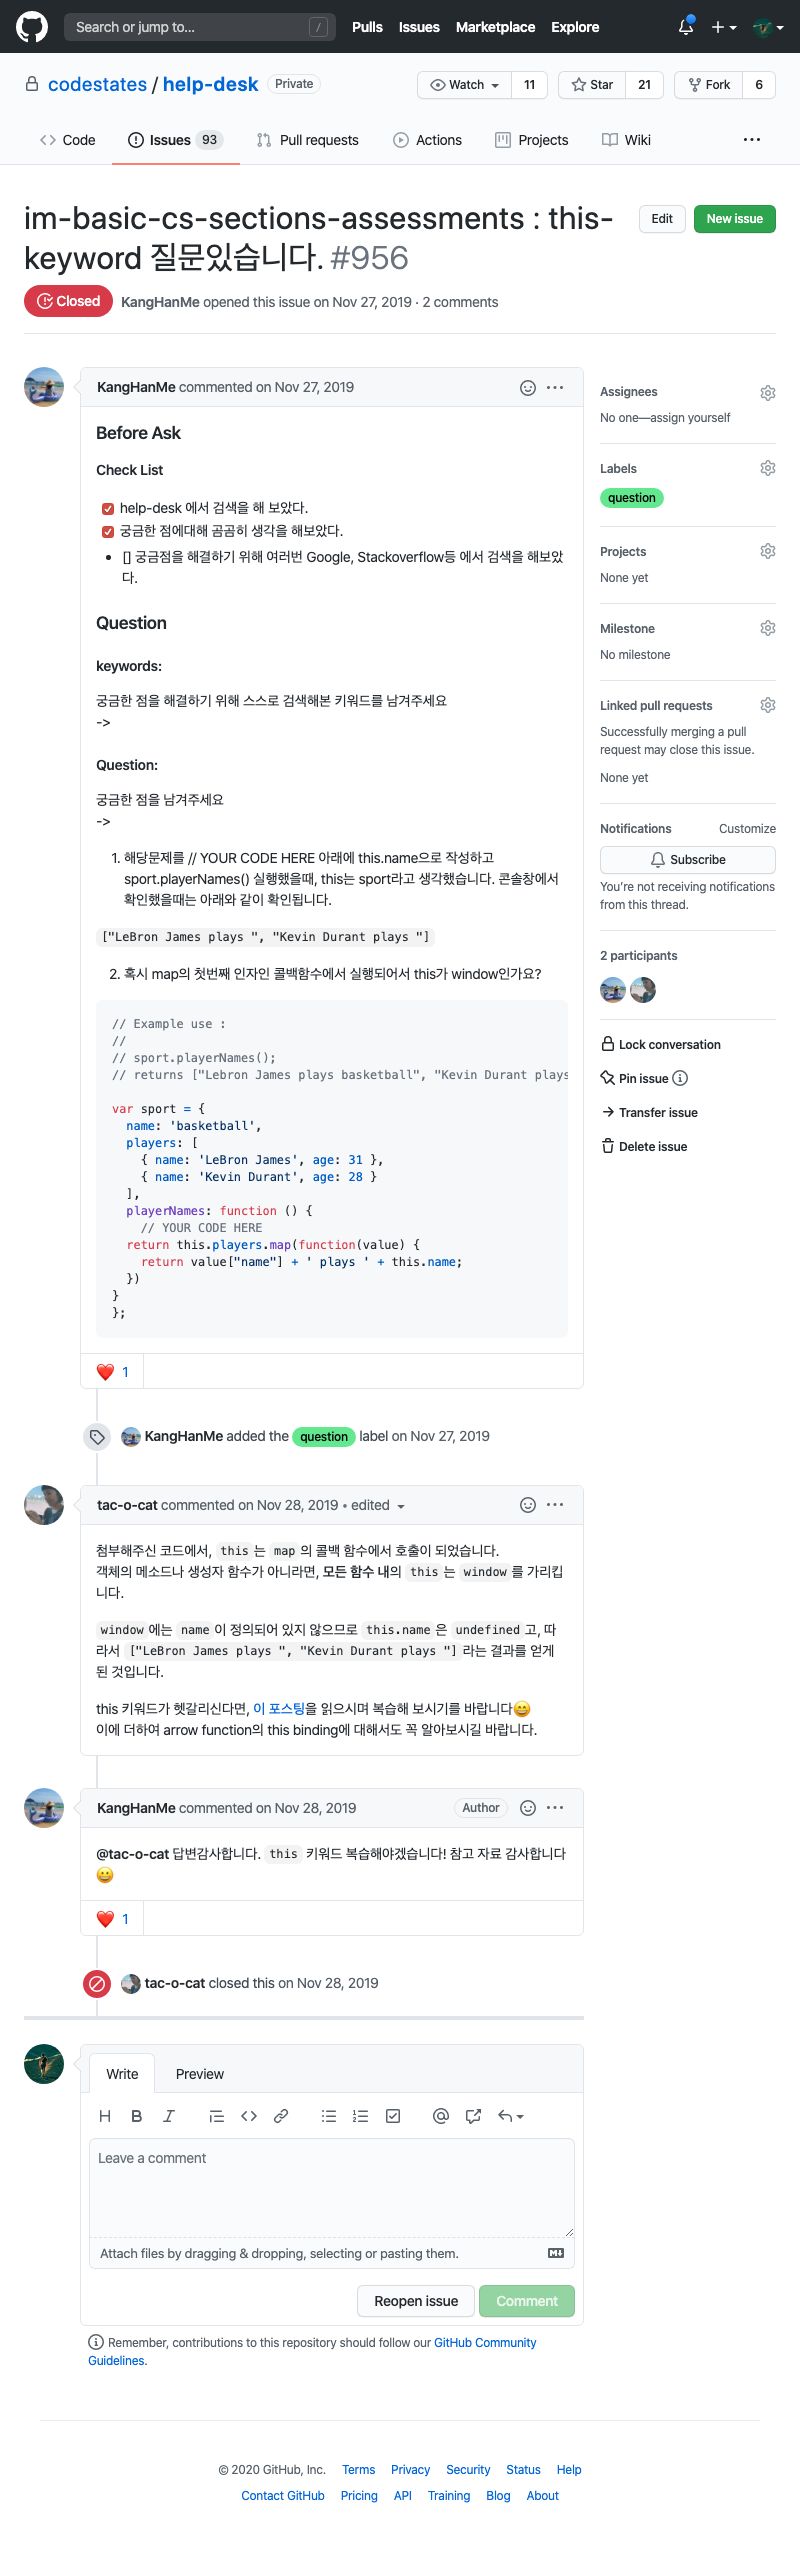 Search or jump to... /
Pulls Issues Marketplace Explore
codestates / help-desk Private
Watch 11 Star 21 Fork 6
Code Issues 93 Pull requests Actions Projects Wiki ...
im-basic-cs-sections-assessments : this-
keyword 질문있습니다. #956
Edit New issue
Closed KangHanMe opened this issue on Nov 27, 2019 · 2 comments
KangHanMe commented on Nov 27, 2019
Before Ask
Check List
help-desk 에서 검색을 해 보았다.
궁금한 점에대해 곰곰히 생각을 해보았다.
• [] 궁금점을 해결하기 위해 여러번 Google, Stackoverflow등 에서 검색을 해보았
다.
Question
keywords:
궁금한 점을 해결하기 위해 스스로 검색해본 키워드를 남겨주세요
->
Question:
궁금한 점을 남겨주세요
->
1. 해당문제를 // YOUR CODE HERE 아래에 this.name으로 작성하고
sport.playerNames() 실행했을때, this는 sport라고 생각했습니다. 콘솔창에서
확인했을때는 아래와 같이 확인됩니다.
["LeBron James plays ", "Kevin Durant plays "]
2. 혹시 map의 첫번째 인자인 콜백함수에서 실행되어서 this가 window인가요?
// Example use :
//
// sport.playerNames();
// returns ["Lebron James plays basketball", "Kevin Durant plays
var sport = {
name: 'basketball',
players: [
{ name: 'LeBron James', age: 31 },
{ name: 'Kevin Durant', age: 28 }
],
playerNames: function () {
// YOUR CODE HERE
return this.players.map(function(value) {
return value["name"] + ' plays ' + this.name;
})
}
};
❤️ 1
Assignees
No one—assign yourself
Labels
question
Projects
None yet
Milestone
No milestone
Linked pull requests
Successfully merging a pull
request may close this issue.
None yet
Notifications Customize
Subscribe
You're not receiving notifications
from this thread.
2 participants
Lock conversation
Pin issue
Transfer issue
Delete issue
KangHanMe added the question label on Nov 27, 2019
tac-o-cat commented on Nov 28, 2019 • edited
첨부해주신 코드에서, this 는 map 의 콜백 함수에서 호출이 되었습니다.
객체의 메소드나 생성자 함수가 아니라면, 모든 함수 내의 this 는 window 를 가리킵
니다.
window 에는 name 이 정의되어 있지 않으므로 this.name 은 undefined 고, 따
라서 ["LeBron James plays ", "Kevin Durant plays "] 라는 결과를 얻게
된 것입니다.
this 키워드가 헷갈리신다면, 이 포스팅을 읽으시며 복습해 보시기를 바랍니다😄
이에 더하여 arrow function의 this binding에 대해서도 꼭 알아보시길 바랍니다.
KangHanMe commented on Nov 28, 2019 Author
@tac-o-cat 답변감사합니다. this 키워드 복습해야겠습니다! 참고 자료 감사합니다
😀
❤️ 1
tac-o-cat closed this on Nov 28, 2019
Write Preview
H B I
Leave a comment
Attach files by dragging & dropping, selecting or pasting them.
Reopen issue Comment
Remember, contributions to this repository should follow our GitHub Community
Guidelines.
© 2020 GitHub, Inc. Terms Privacy Security Status Help
Contact GitHub Pricing API Training Blog About